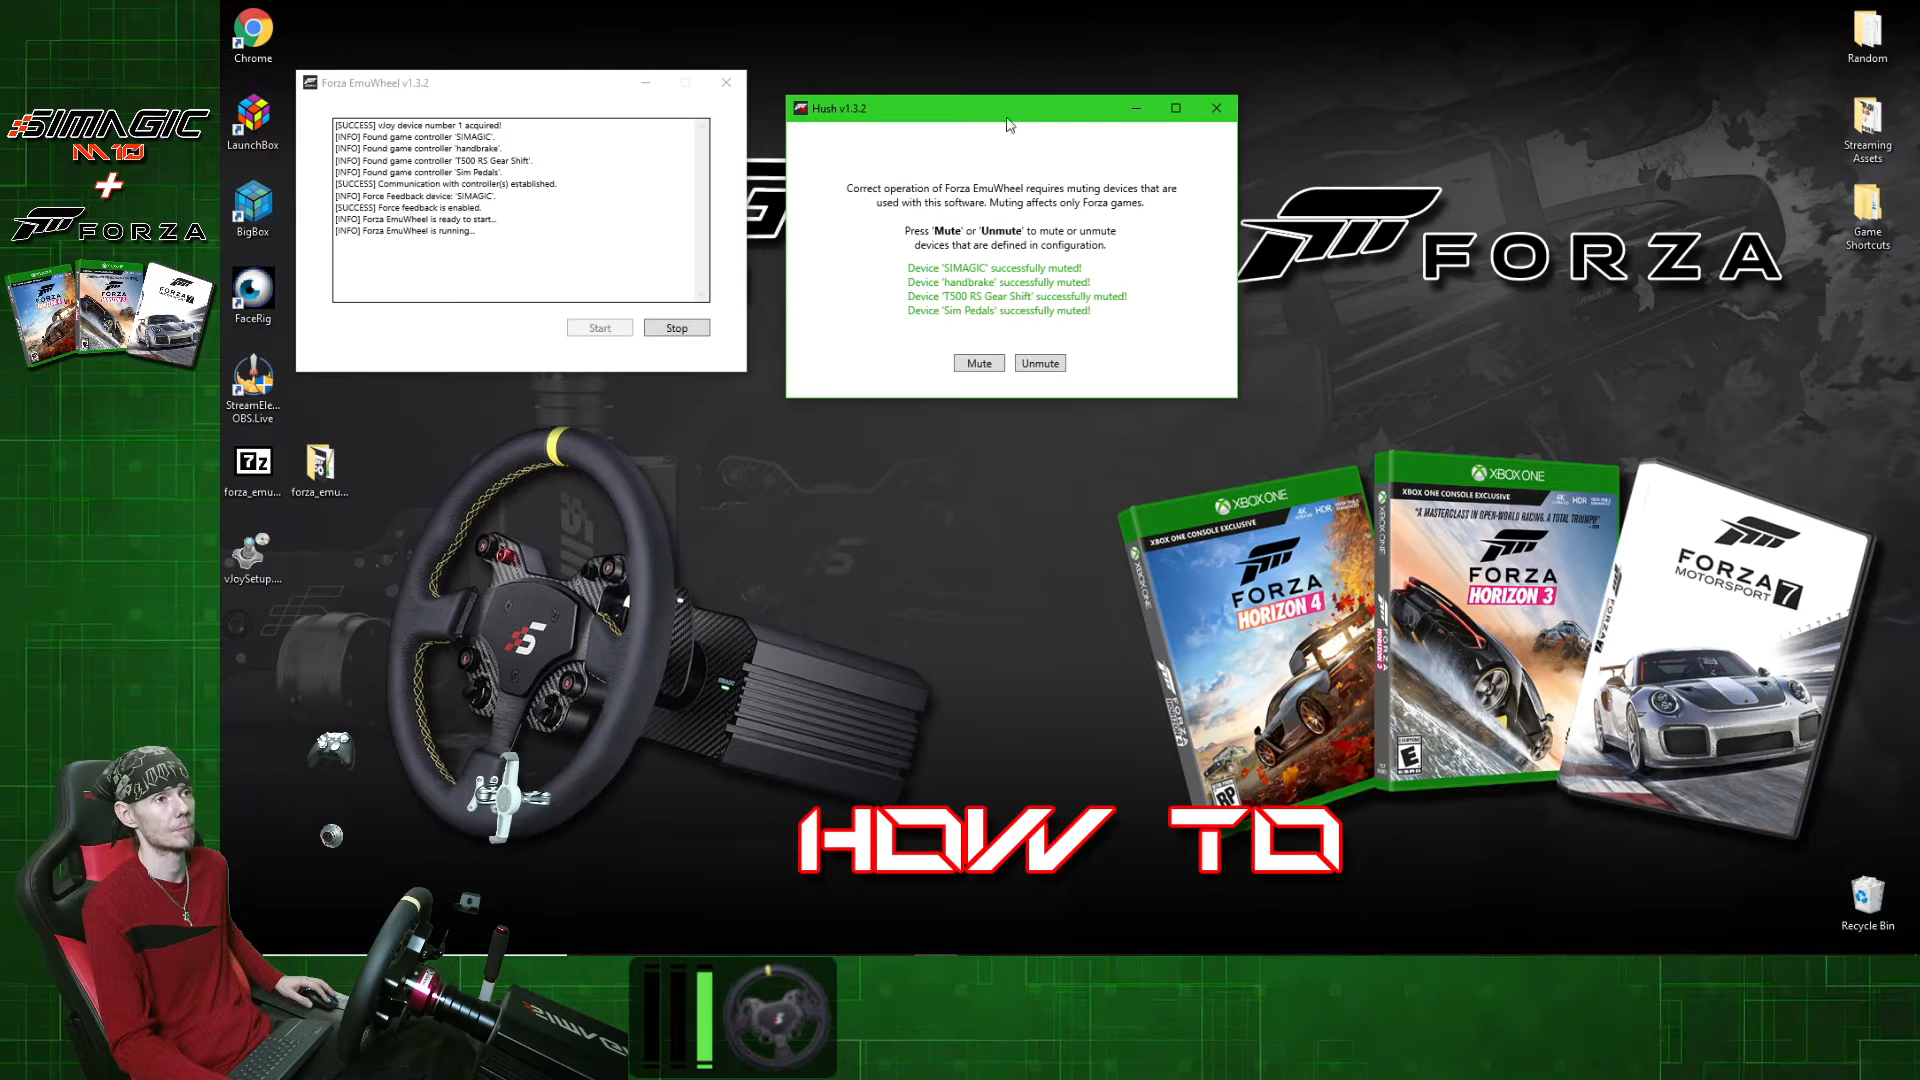 SIMAGIC
M10
+
FORZA
Chrome
LaunchBox
BigBox
FaceRig
StreamEle...
OBS.Live
forza_emu...
forza_emu...
vJoySetup....
Forza EmuWheel v1.3.2
[SUCCESS] vJoy device number 1 acquired!
[INFO] Found game controller 'SIMAGIC'.
[INFO] Found game controller 'handbrake'.
[INFO] Found game controller 'T500 RS Gear Shift'.
[INFO] Found game controller 'Sim Pedals'.
[SUCCESS] Communication with controller(s) established.
[INFO] Force Feedback device: 'SIMAGIC'.
[SUCCESS] Force feedback is enabled.
[INFO] Forza EmuWheel is ready to start...
[INFO] Forza EmuWheel is running...
Start
Stop
Hush v1.3.2
Correct operation of Forza EmuWheel requires muting devices that are
used with this software. Muting affects only Forza games.
Press 'Mute' or 'Unmute' to mute or unmute
devices that are defined in configuration.
Device 'SIMAGIC' successfully muted!
Device 'handbrake' successfully muted!
Device 'T500 RS Gear Shift' successfully muted!
Device 'Sim Pedals' successfully muted!
Mute
Unmute
Random
Streaming
Assets
Game
Shortcuts
FORZA
XBOX ONE
XBOX ONE CONSOLE EXCLUSIVE
4K
HDR
FORZA
HORIZON 4
RP
XBOX ONE
XBOX ONE CONSOLE EXCLUSIVE
4K
HDR
"A MASTERCLASS IN OPEN-WORLD RACING. A TOTAL TRIUMPH"
FORZA
HORIZON 3
E
FORZA
MOTORSPORT 7
HOW TO
Recycle Bin